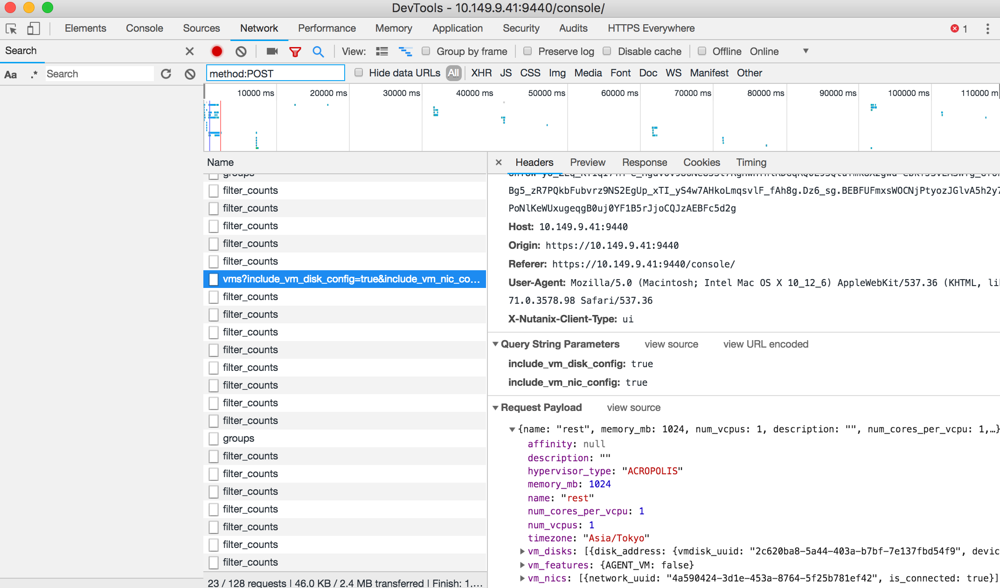 DevTools - 10.149.9.41:9440/console/
Elements Console Sources Network Performance Memory Application Security Audits HTTPS Everywhere 1
Search View: Group by frame Preserve log Disable cache Offline Online
Aa .* Search method:POST Hide data URLs All XHR JS CSS Img Media Font Doc WS Manifest Other
10000 ms 20000 ms 30000 ms 40000 ms 50000 ms 60000 ms 70000 ms 80000 ms 90000 ms 100000 ms 110000 m
Name
groups
filter_counts
filter_counts
filter_counts
filter_counts
filter_counts
vms?include_vm_disk_config=true&include_vm_nic_co…
filter_counts
filter_counts
filter_counts
filter_counts
filter_counts
filter_counts
filter_counts
filter_counts
groups
filter_counts
filter_counts
filter_counts
filter_counts
filter_counts
filter_counts
filter_counts
23 / 128 requests | 46.0 KB / 2.4 MB transferred | Finish: 1.…
Headers Preview Response Cookies Timing
Bg5_zR7PQkbFubvrz9NS2EgUp_xTI_yS4w7AHkoLmqsvlF_fAh8g.Dz6_sg.BEBFUFmxsWOCNjPtyozJGlvA5h2y7
PoNlKeWUxugeqgB0uj0YF1B5rJjoCQJzAEBFc5d2g
Host: 10.149.9.41:9440
Origin: https://10.149.9.41:9440
Referer: https://10.149.9.41:9440/console/
User-Agent: Mozilla/5.0 (Macintosh; Intel Mac OS X 10_12_6) AppleWebKit/537.36 (KHTML, li
71.0.3578.98 Safari/537.36
X-Nutanix-Client-Type: ui
Query String Parameters view source view URL encoded
include_vm_disk_config: true
include_vm_nic_config: true
Request Payload view source
{name: "rest", memory_mb: 1024, num_vcpus: 1, description: "", num_cores_per_vcpu: 1,…}
affinity: null
description: ""
hypervisor_type: "ACROPOLIS"
memory_mb: 1024
name: "rest"
num_cores_per_vcpu: 1
num_vcpus: 1
timezone: "Asia/Tokyo"
vm_disks: [{disk_address: {vmdisk_uuid: "2c620ba8-5a44-403a-b7bf-7e137fbd54f9", devic
vm_features: {AGENT_VM: false}
vm_nics: [{network_uuid: "4a590424-3d1e-453a-8764-5f25b781ef42", is_connected: true}]